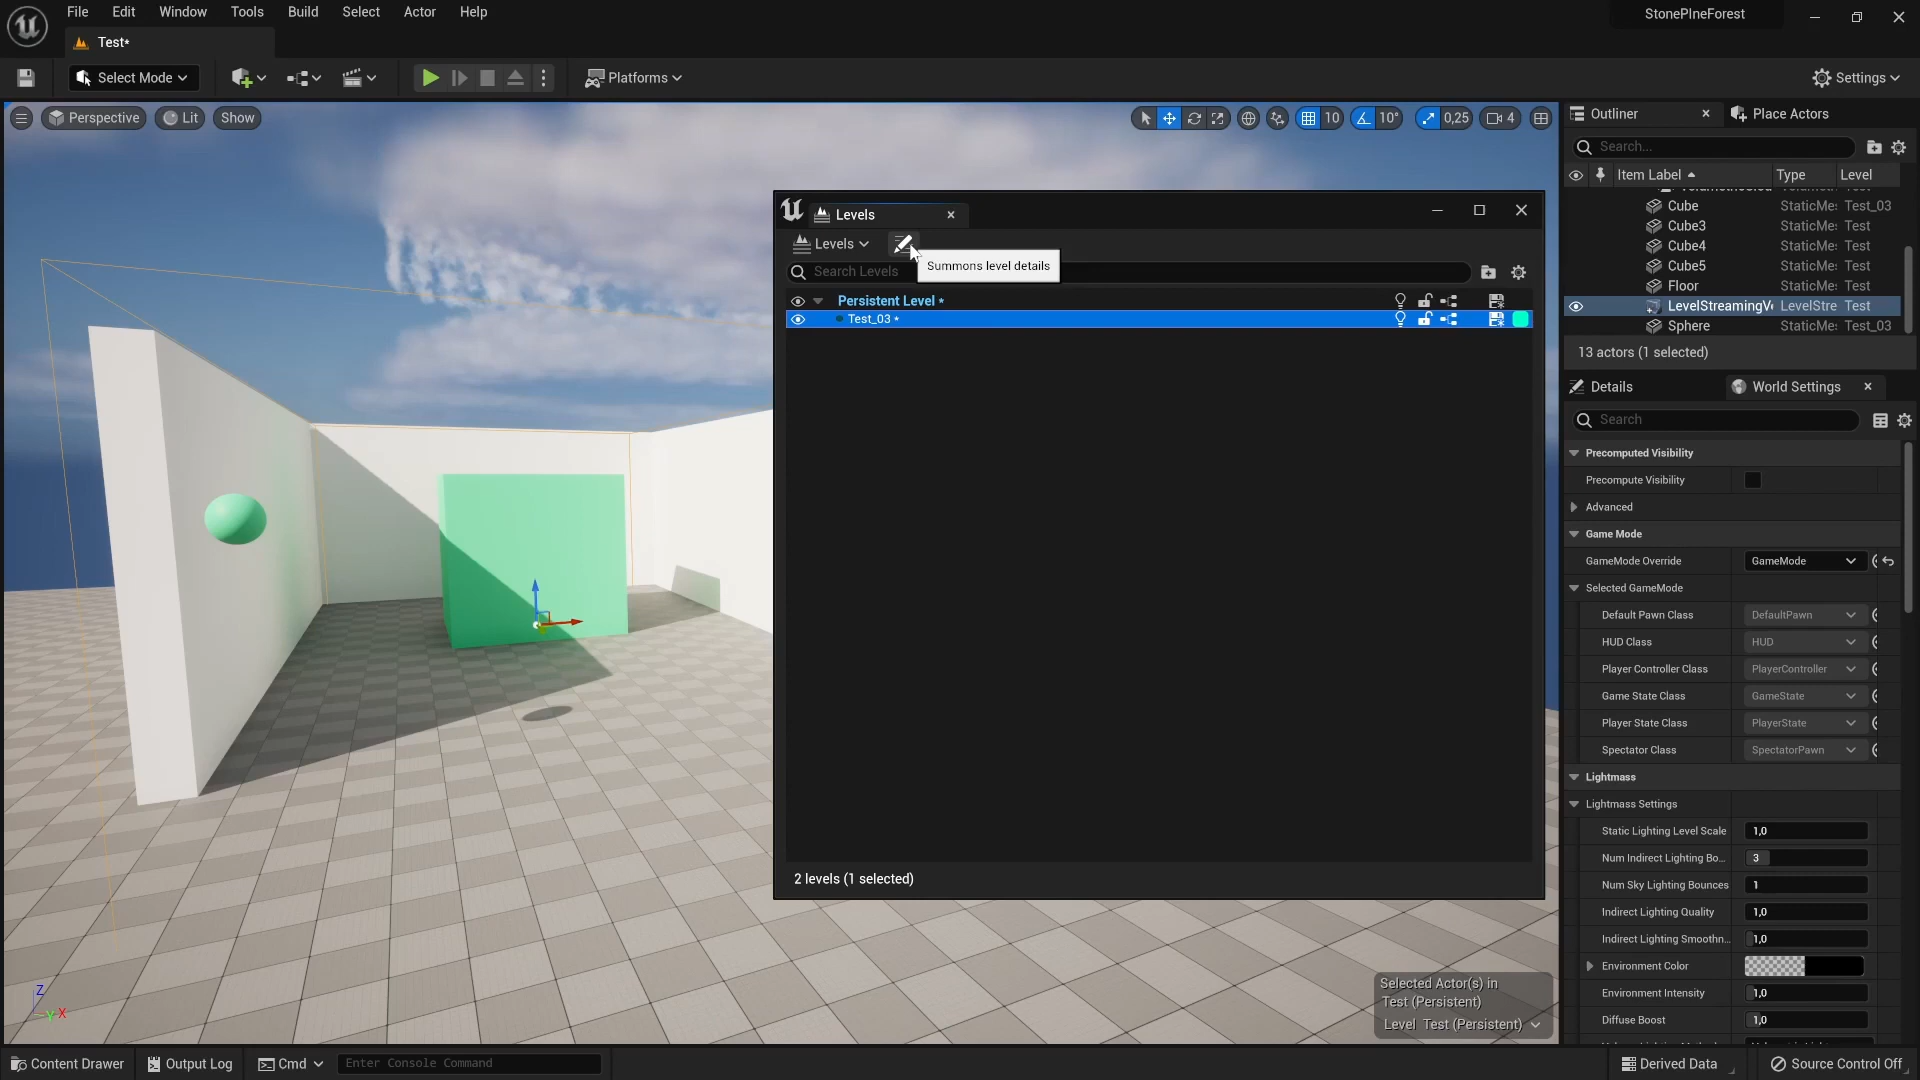 File Edit Window Tools Build Select Actor Help
StonePIneForest
Test*
Select Mode
Platforms
Settings
Perspective Lit Show
10 10° 0,25 4
Outliner
Place Actors
Search...
Item Label Type Level
Cube StaticMe: Test_03
Cube3 StaticMe: Test
Cube4 StaticMe: Test
Cube5 StaticMe: Test
Floor StaticMe: Test
LevelStreamingV LevelStre Test
Sphere StaticMe: Test_03
13 actors (1 selected)
Levels
Levels
Summons level details
Search Levels
Persistent Level *
Test_03 *
2 levels (1 selected)
Details World Settings
Search
Precomputed Visibility
Precompute Visibility
Advanced
Game Mode
GameMode Override GameMode
Selected GameMode
Default Pawn Class DefaultPawn
HUD Class HUD
Player Controller Class PlayerController
Game State Class GameState
Player State Class PlayerState
Spectator Class SpectatorPawn
Lightmass
Lightmass Settings
Static Lighting Level Scale 1,0
Num Indirect Lighting Bo... 3
Num Sky Lighting Bounces 1
Indirect Lighting Quality 1,0
Indirect Lighting Smoothn... 1,0
Environment Color
Environment Intensity 1,0
Diffuse Boost 1,0
Z
Y X
Selected Actor(s) in
Test (Persistent)
Level Test (Persistent)
Content Drawer Output Log Cmd Enter Console Command
Derived Data Source Control Off